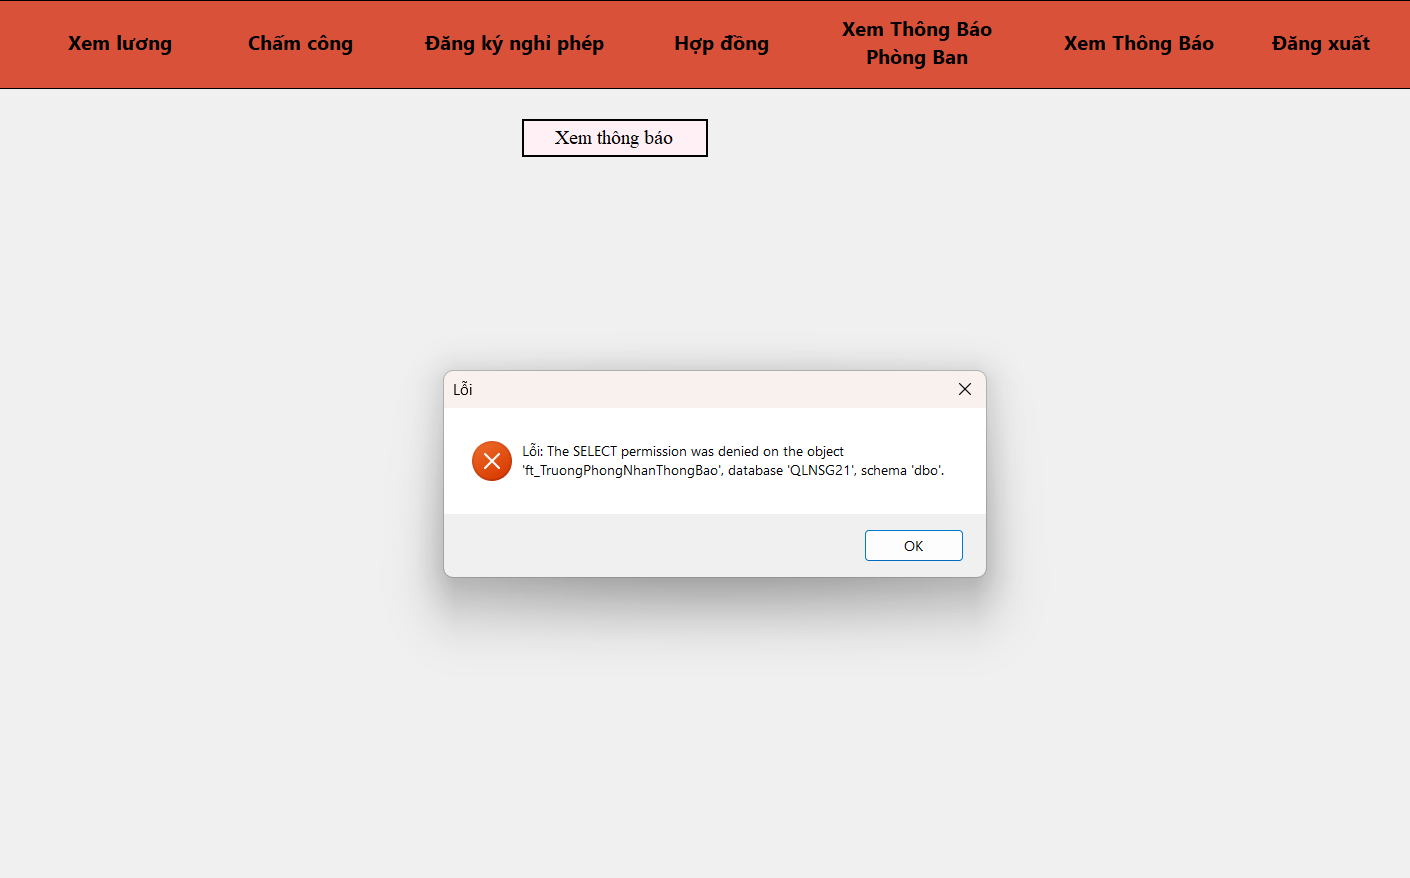 Xem lương
Chấm công
Đăng ký nghỉ phép
Hợp đồng
Xem Thông Báo
Phòng Ban
Xem Thông Báo
Đăng xuất
Xem thông báo
Lỗi
Lỗi: The SELECT permission was denied on the object
'ft_TruongPhongNhanThongBao', database 'QLNSG21', schema 'dbo'.
OK